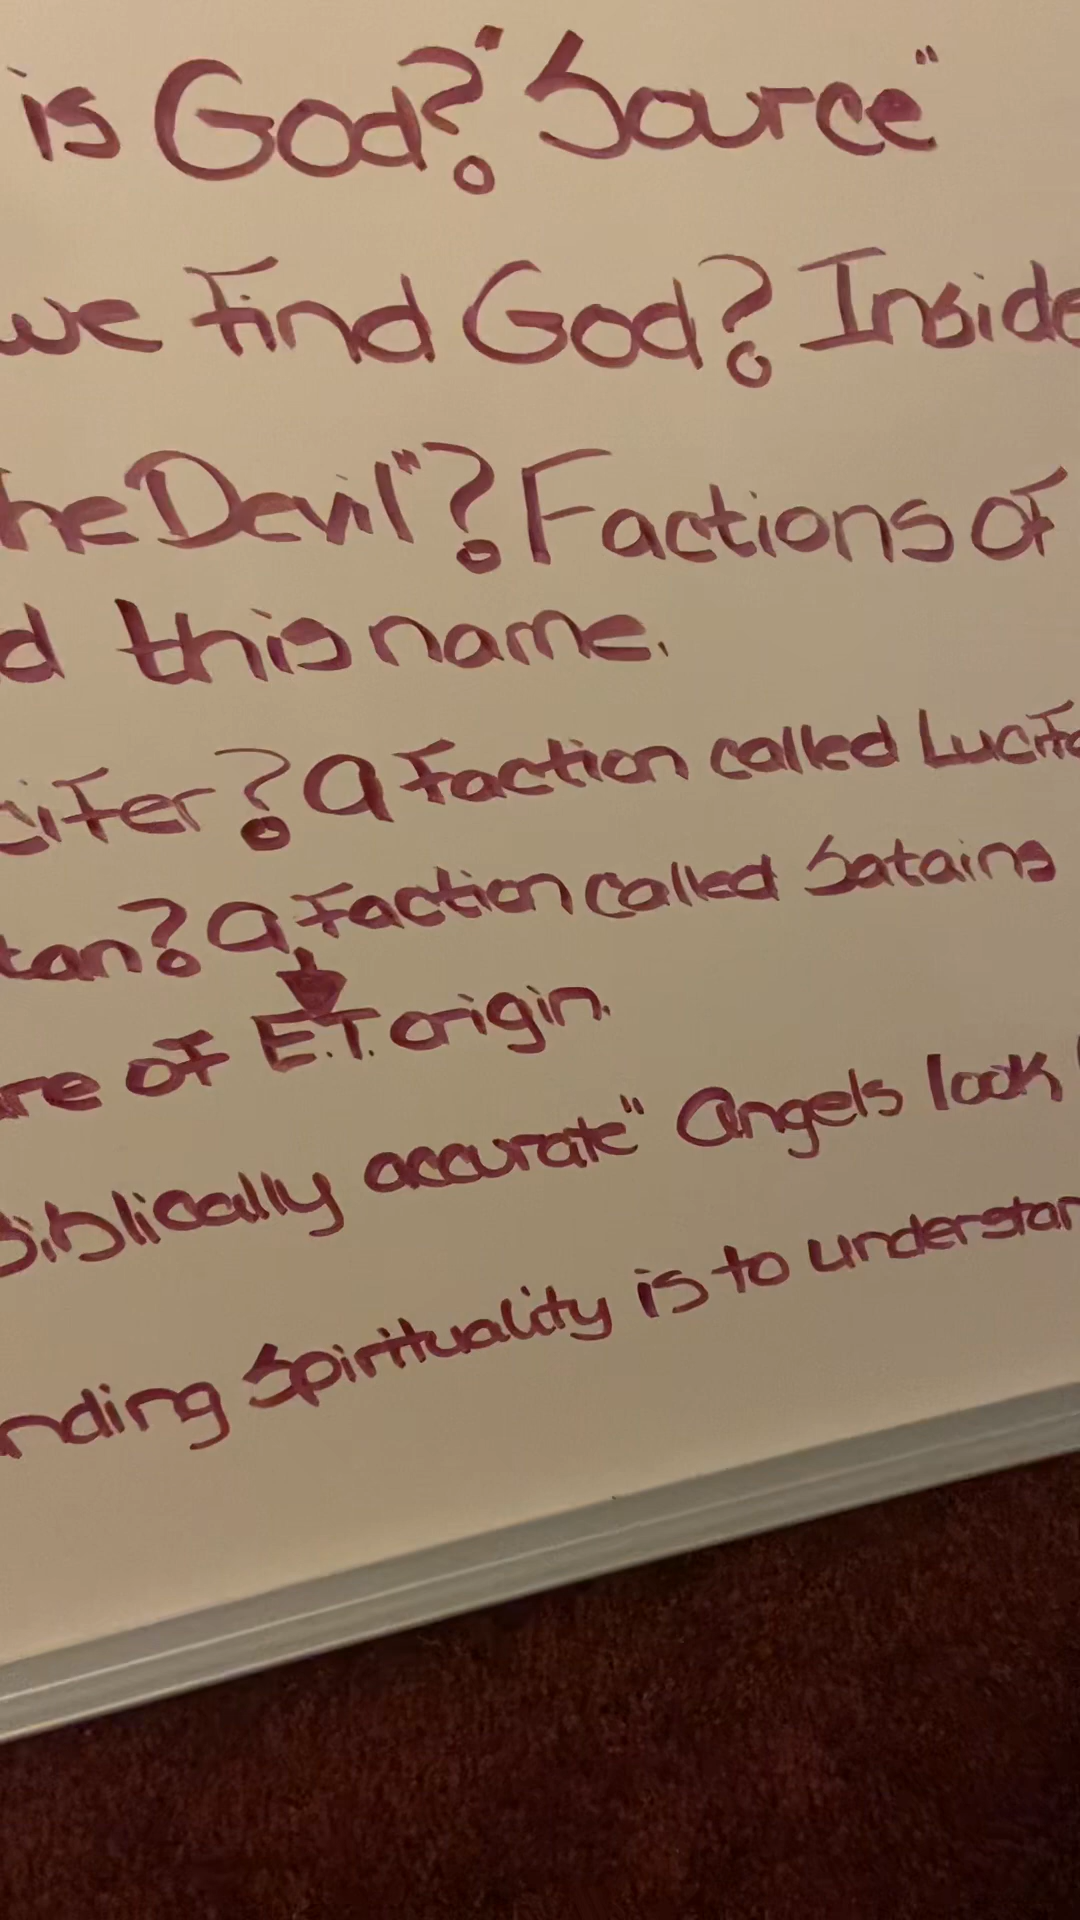 is God? "Source"
we find God? Inside
he Devil"? Factions of
d this name.
cifer? a faction called Lucife
tan? a faction called Satains
re of E.T. origin.
Biblically accurate" angels look
nding Spirituality is to understan